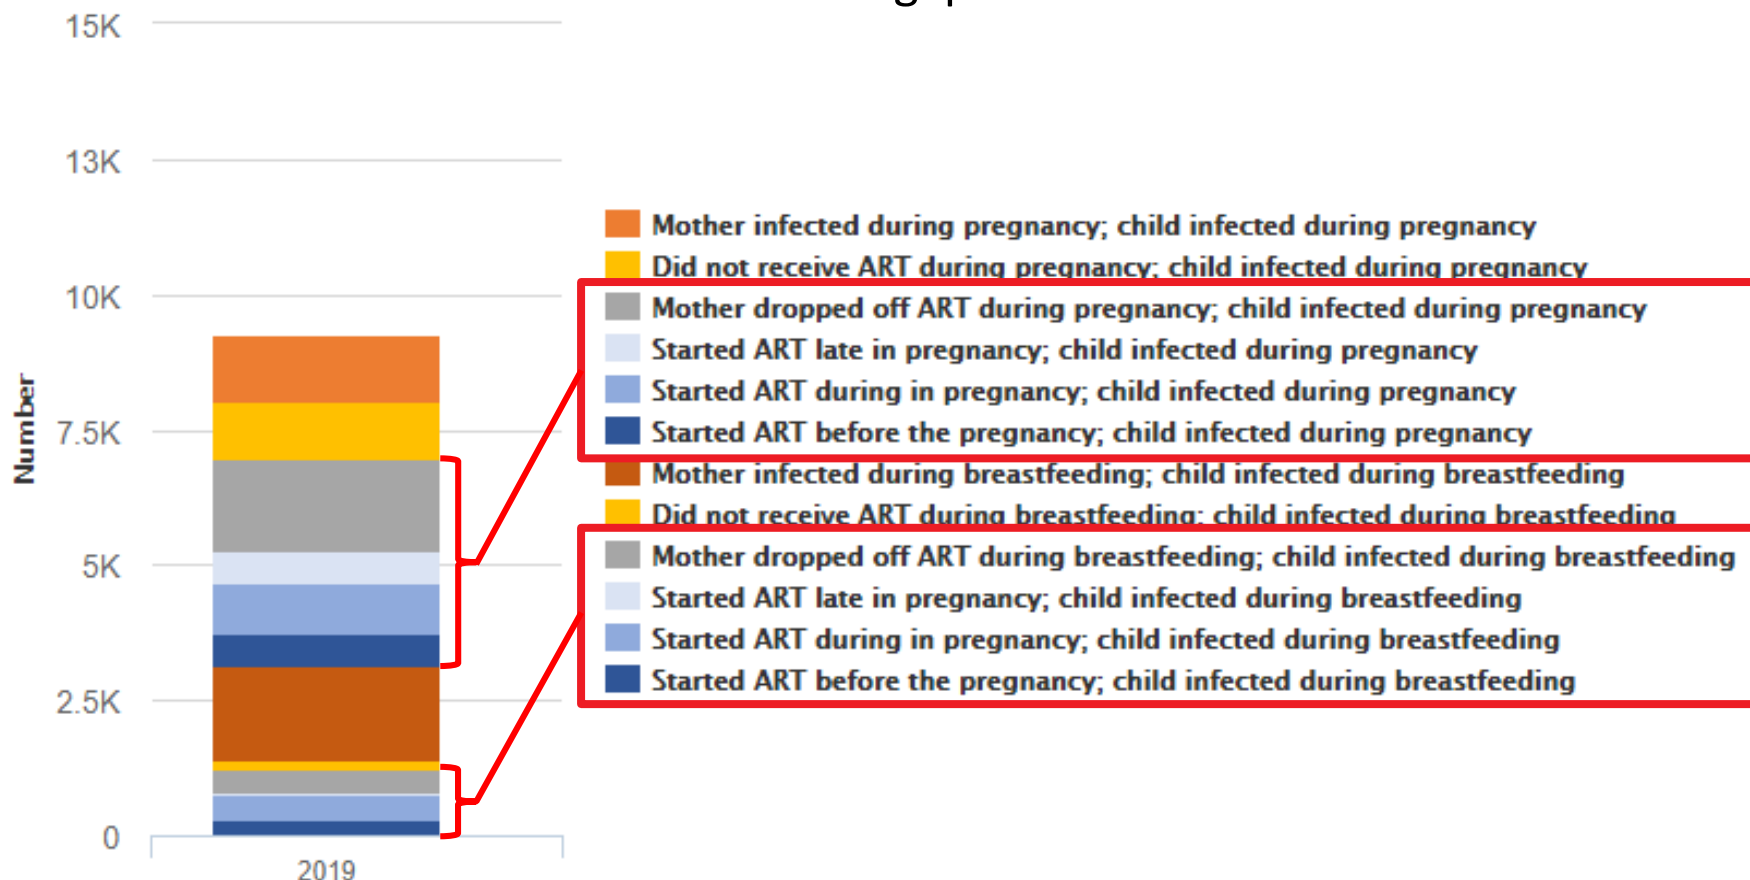 15K
13K
10K
7.5K
5K
2.5K
0
Number
2019
Mother infected during pregnancy; child infected during pregnancy
Did not receive ART during pregnancy; child infected during pregnancy
Mother dropped off ART during pregnancy; child infected during pregnancy
Started ART late in pregnancy; child infected during pregnancy
Started ART during in pregnancy; child infected during pregnancy
Started ART before the pregnancy; child infected during pregnancy
Mother infected during breastfeeding; child infected during breastfeeding
Did not receive ART during breastfeeding; child infected during breastfeeding
Mother dropped off ART during breastfeeding; child infected during breastfeeding
Started ART late in pregnancy; child infected during breastfeeding
Started ART during in pregnancy; child infected during breastfeeding
Started ART before the pregnancy; child infected during breastfeeding